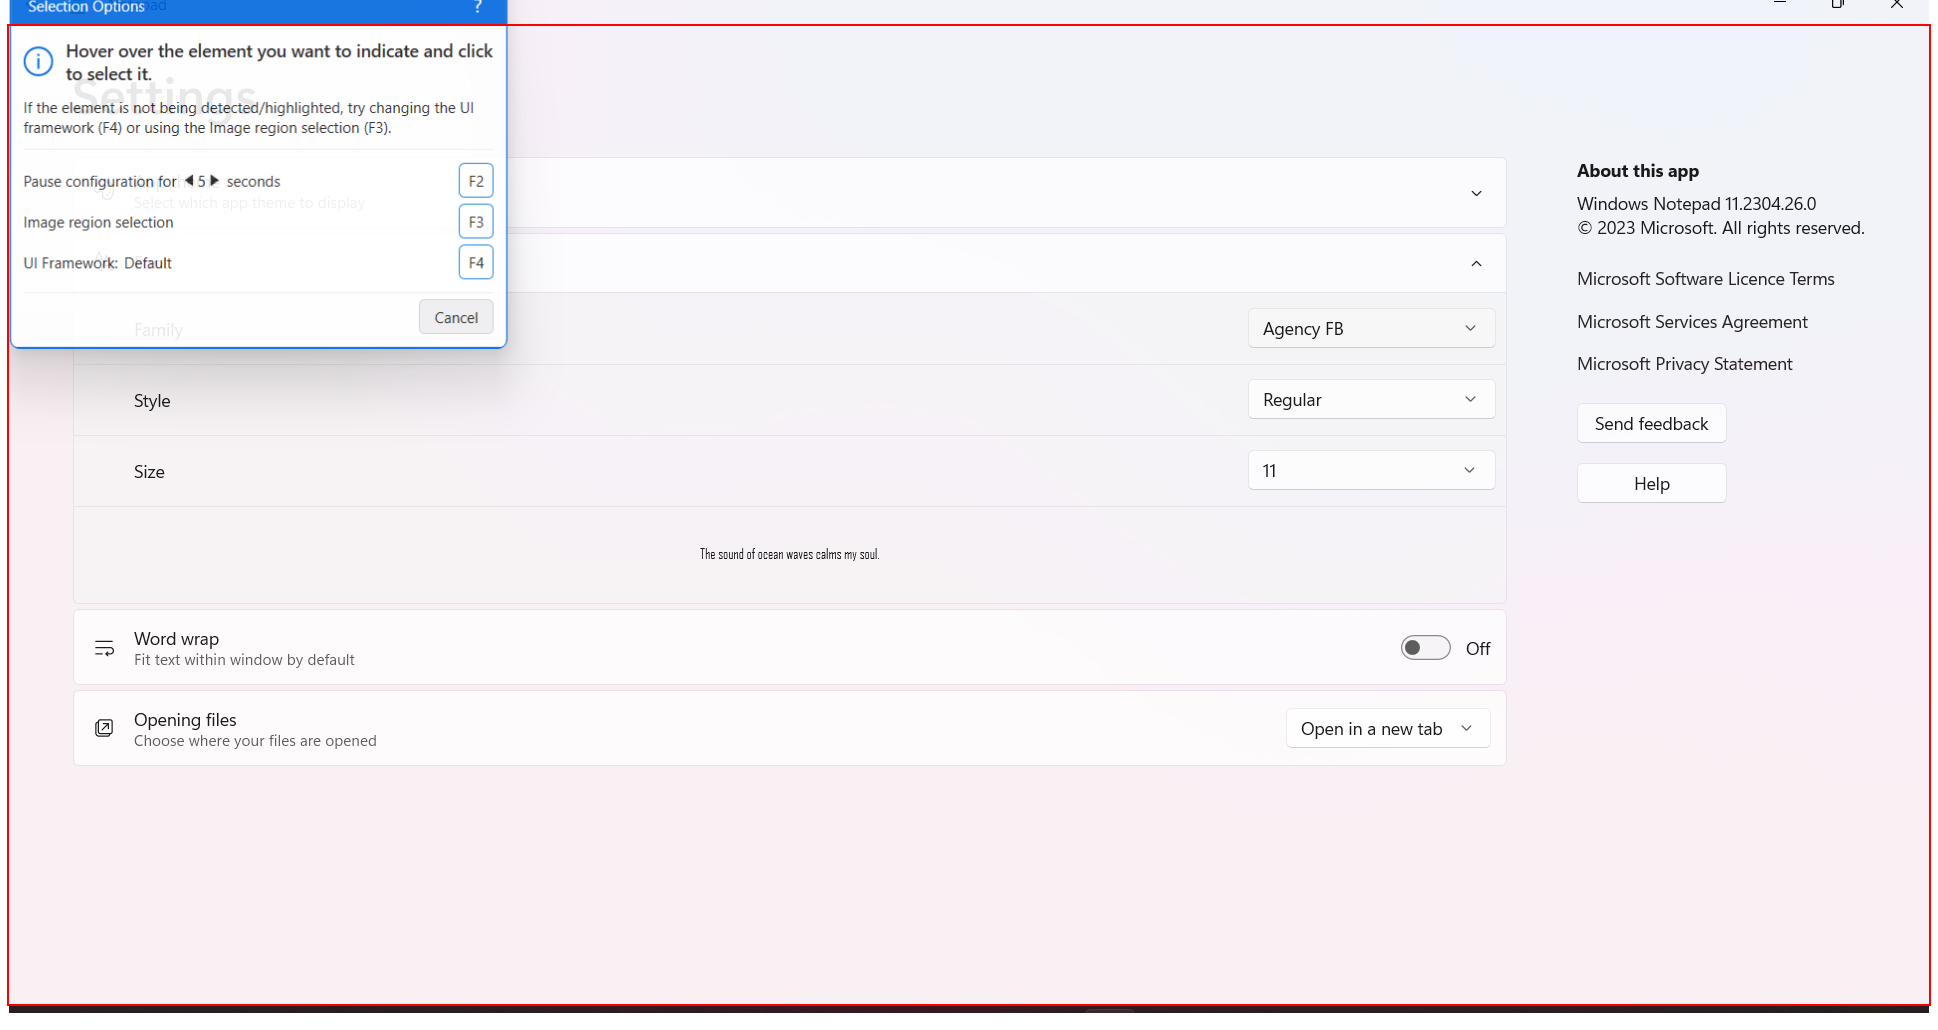 Selection Options
?
Hover over the element you want to indicate and click
to select it.
Settings
If the element is not being detected/highlighted, try changing the UI
framework (F4) or using the Image region selection (F3).
Pause configuration for 5 seconds
F2
Select which app theme to display
Image region selection
F3
UI Framework: Default
F4
Cancel
Family
Agency FB
Style
Regular
Size
11
The sound of ocean waves calms my soul.
Word wrap
Fit text within window by default
Off
Opening files
Choose where your files are opened
Open in a new tab
About this app
Windows Notepad 11.2304.26.0
© 2023 Microsoft. All rights reserved.
Microsoft Software Licence Terms
Microsoft Services Agreement
Microsoft Privacy Statement
Send feedback
Help